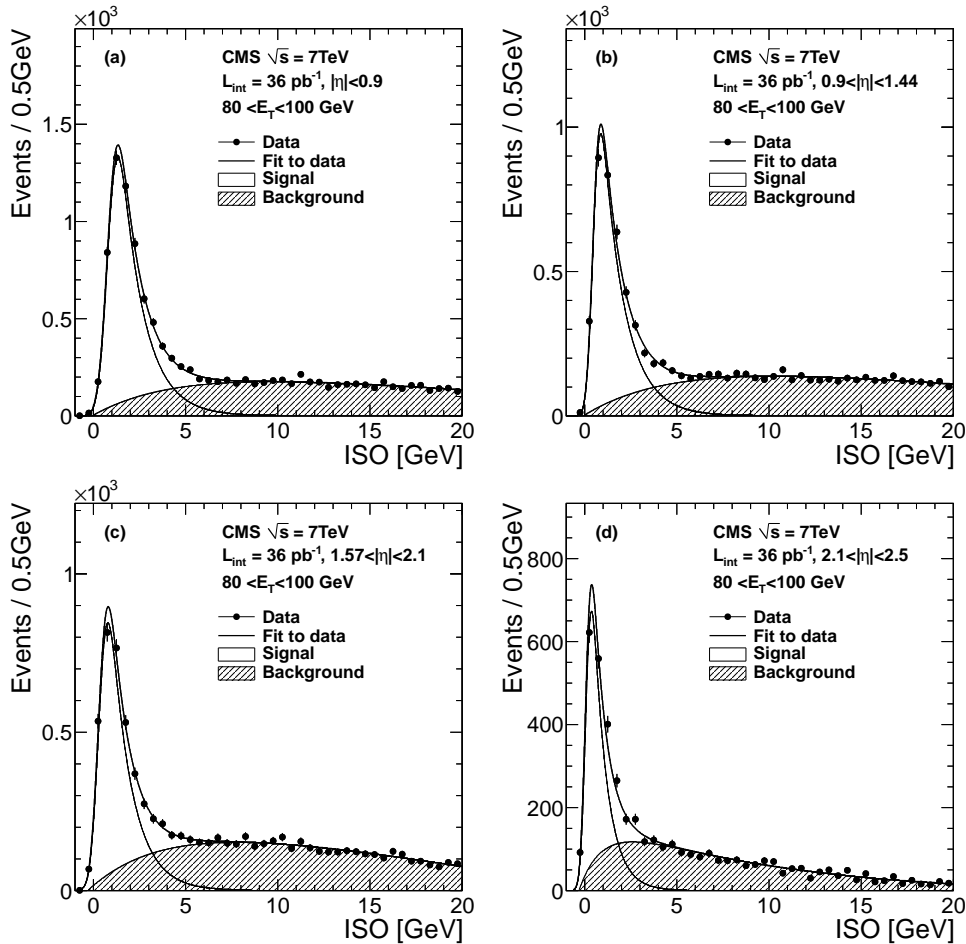 ×10³
(a)
CMS √s = 7TeV
L_int = 36 pb⁻¹, |η|<0.9
80 <E_T<100 GeV
Data
Fit to data
Signal
Background
Events / 0.5GeV
1.5
1
0.5
0
0 5 10 15 20
ISO [GeV]
×10³
(b)
CMS √s = 7TeV
L_int = 36 pb⁻¹, 0.9<|η|<1.44
80 <E_T<100 GeV
Data
Fit to data
Signal
Background
Events / 0.5GeV
1
0.5
0
0 5 10 15 20
ISO [GeV]
×10³
(c)
CMS √s = 7TeV
L_int = 36 pb⁻¹, 1.57<|η|<2.1
80 <E_T<100 GeV
Data
Fit to data
Signal
Background
Events / 0.5GeV
1
0.5
0
0 5 10 15 20
ISO [GeV]
(d)
CMS √s = 7TeV
L_int = 36 pb⁻¹, 2.1<|η|<2.5
80 <E_T<100 GeV
Data
Fit to data
Signal
Background
Events / 0.5GeV
800
600
400
200
0
0 5 10 15 20
ISO [GeV]